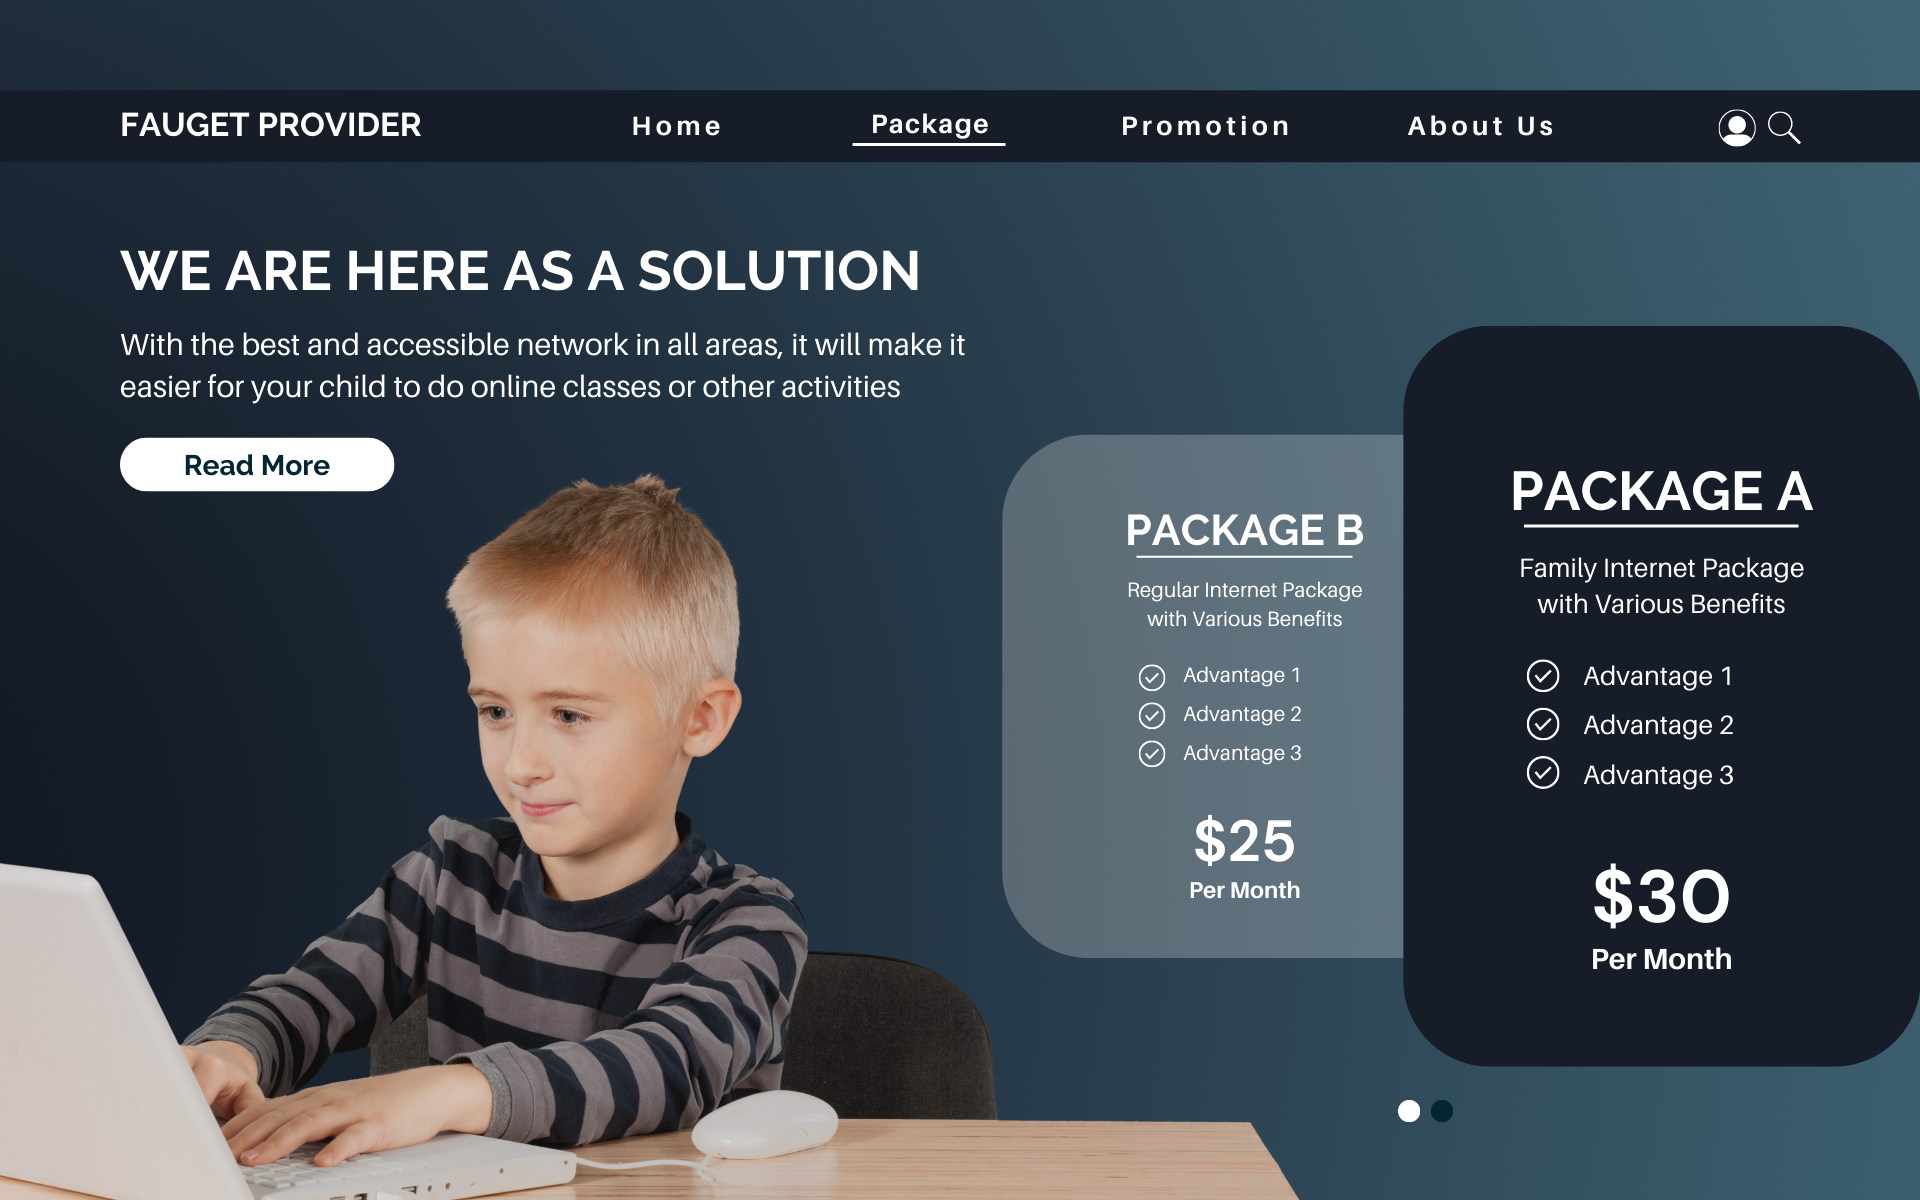 FAUGET PROVIDER
Home
Package
Promotion
About Us
WE ARE HERE AS A SOLUTION
With the best and accessible network in all areas, it will make it
easier for your child to do online classes or other activities
Read More
PACKAGE B
Regular Internet Package
with Various Benefits
Advantage 1
Advantage 2
Advantage 3
$25
Per Month
PACKAGE A
Family Internet Package
with Various Benefits
Advantage 1
Advantage 2
Advantage 3
$30
Per Month